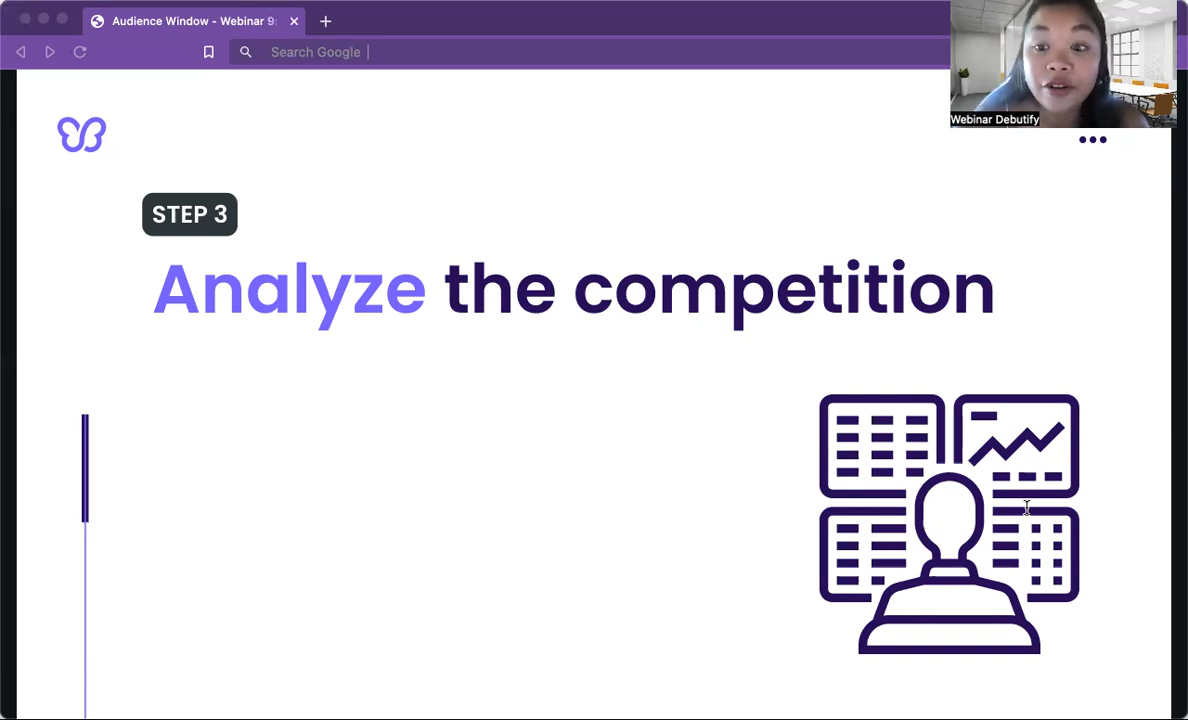 Audience Window - Webinar 9:
Search Google
Webinar Debutify
STEP 3
Analyze the competition